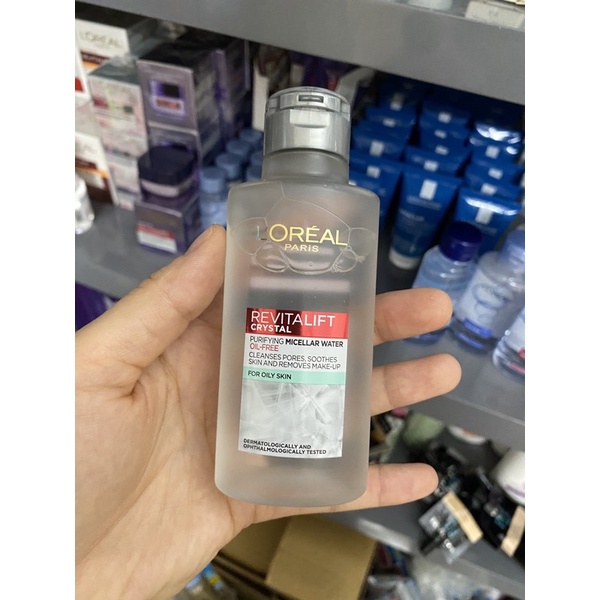 L'ORÉAL
L'ORÉAL
PARIS
REVITALIFT
CRYSTAL
PURIFYING MICELLAR WATER
OIL-FREE
CLEANSES PORES, SOOTHES
SKIN AND REMOVES MAKE-UP
FOR OILY SKIN
DERMATOLOGICALLY AND
OPHTHALMOLOGICALLY TESTED